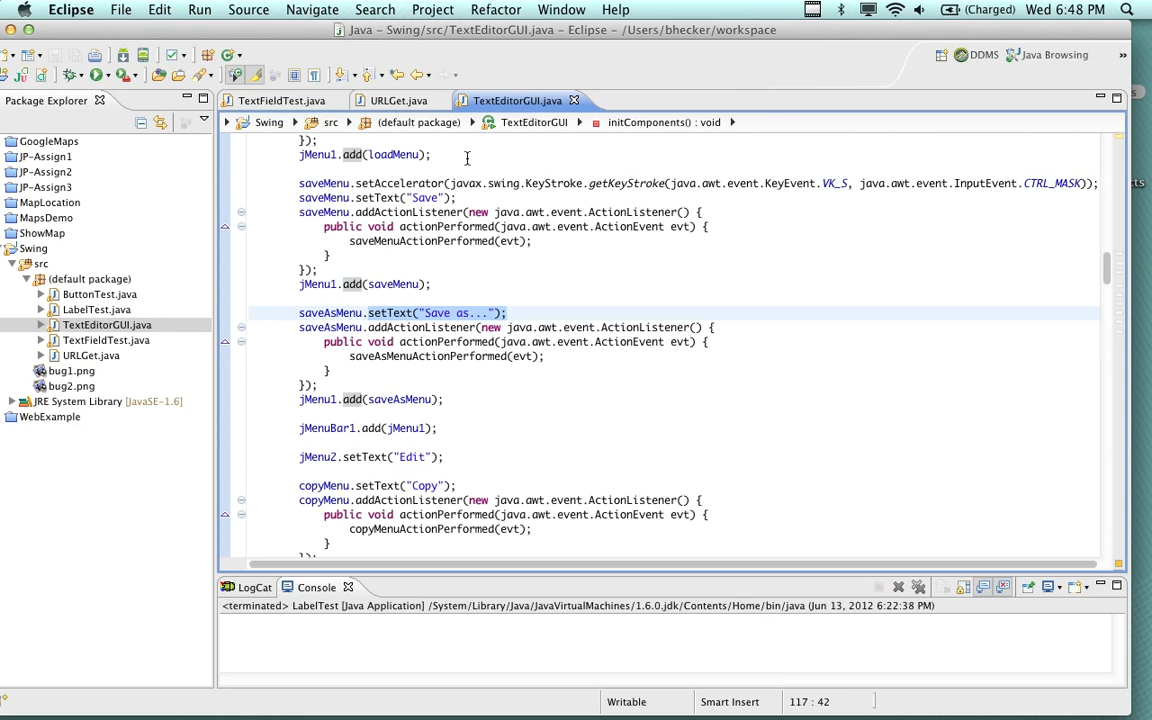 Eclipse File Edit Run Source Navigate Search Project Refactor Window Help (Charged) Wed 6:48 PM
Java – Swing/src/TextEditorGUI.java – Eclipse – /Users/bhecker/workspace
DDMS Java Browsing
Package Explorer
TextFieldTest.java URLGet.java TextEditorGUI.java
Swing src (default package) TextEditorGUI initComponents() : void
GoogleMaps
JP-Assign1
JP-Assign2
JP-Assign3
MapLocation
MapsDemo
ShowMap
Swing
src
(default package)
ButtonTest.java
LabelTest.java
TextEditorGUI.java
TextFieldTest.java
URLGet.java
bug1.png
bug2.png
JRE System Library [JavaSE-1.6]
WebExample
});
jMenu1.add(loadMenu);
saveMenu.setAccelerator(javax.swing.KeyStroke.getKeyStroke(java.awt.event.KeyEvent.VK_S, java.awt.event.InputEvent.CTRL_MASK));
saveMenu.setText("Save");
saveMenu.addActionListener(new java.awt.event.ActionListener() {
public void actionPerformed(java.awt.event.ActionEvent evt) {
saveMenuActionPerformed(evt);
}
});
jMenu1.add(saveMenu);
saveAsMenu.setText("Save as...");
saveAsMenu.addActionListener(new java.awt.event.ActionListener() {
public void actionPerformed(java.awt.event.ActionEvent evt) {
saveAsMenuActionPerformed(evt);
}
});
jMenu1.add(saveAsMenu);
jMenuBar1.add(jMenu1);
jMenu2.setText("Edit");
copyMenu.setText("Copy");
copyMenu.addActionListener(new java.awt.event.ActionListener() {
public void actionPerformed(java.awt.event.ActionEvent evt) {
copyMenuActionPerformed(evt);
}
LogCat Console
<terminated> LabelTest [Java Application] /System/Library/Java/JavaVirtualMachines/1.6.0.jdk/Contents/Home/bin/java (Jun 13, 2012 6:22:38 PM)
Writable Smart Insert 117 : 42